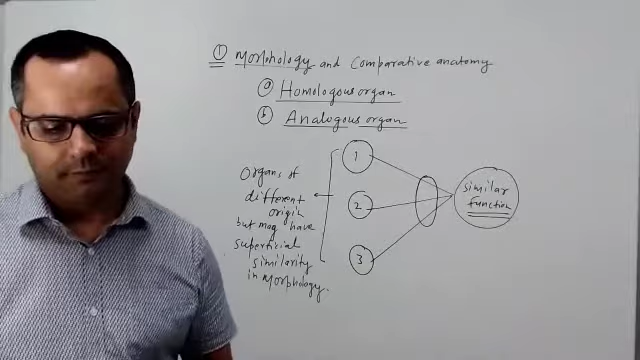 ① Morphology and Comparative anatomy
ⓐ Homologous organ
ⓑ Analogous organ
Organs of
different
origin
but may have
superficial
similarity
in Morphology.
1
2
3
similar
function